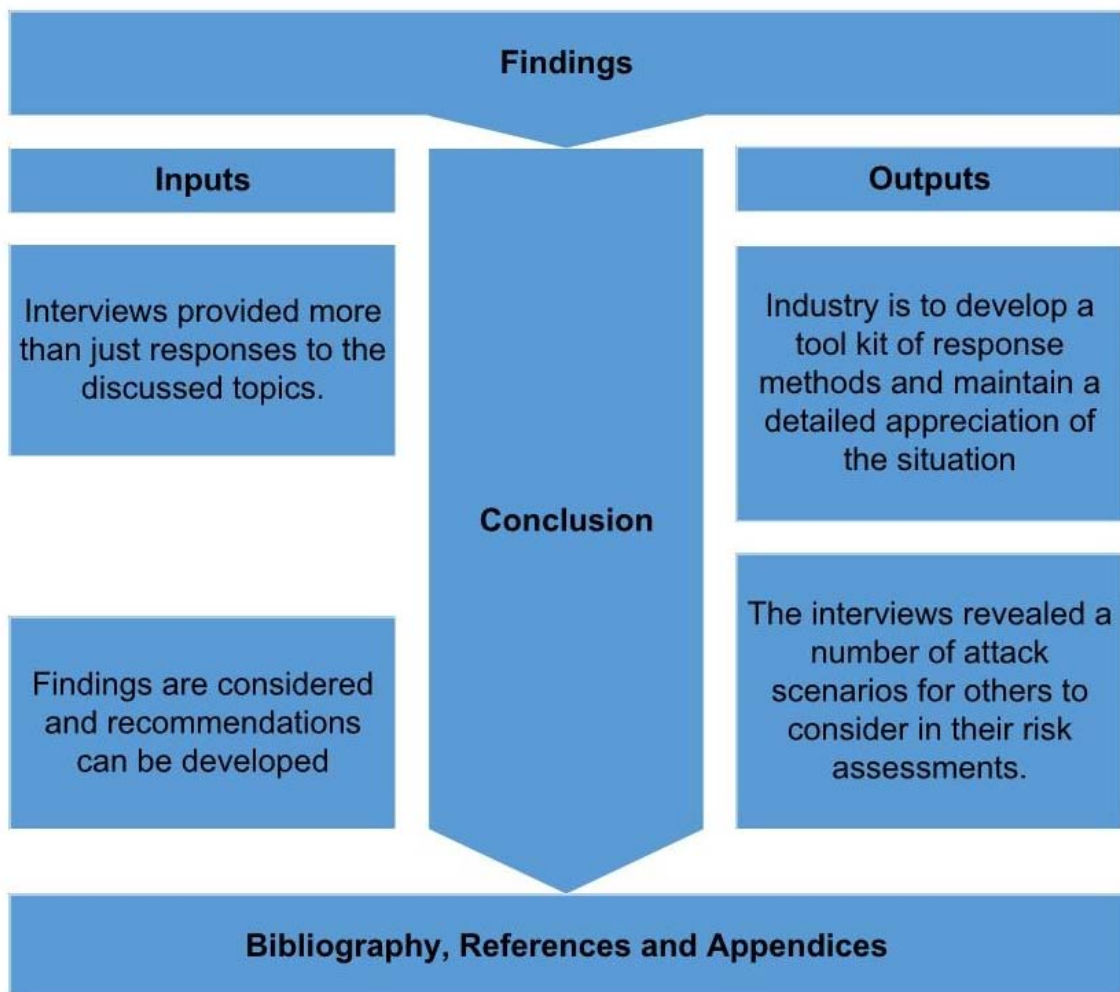 Findings
Inputs
Interviews provided more
than just responses to the
discussed topics.
Findings are considered
and recommendations
can be developed
Conclusion
Outputs
Industry is to develop a
tool kit of response
methods and maintain a
detailed appreciation of
the situation
The interviews revealed a
number of attack
scenarios for others to
consider in their risk
assessments.
Bibliography, References and Appendices